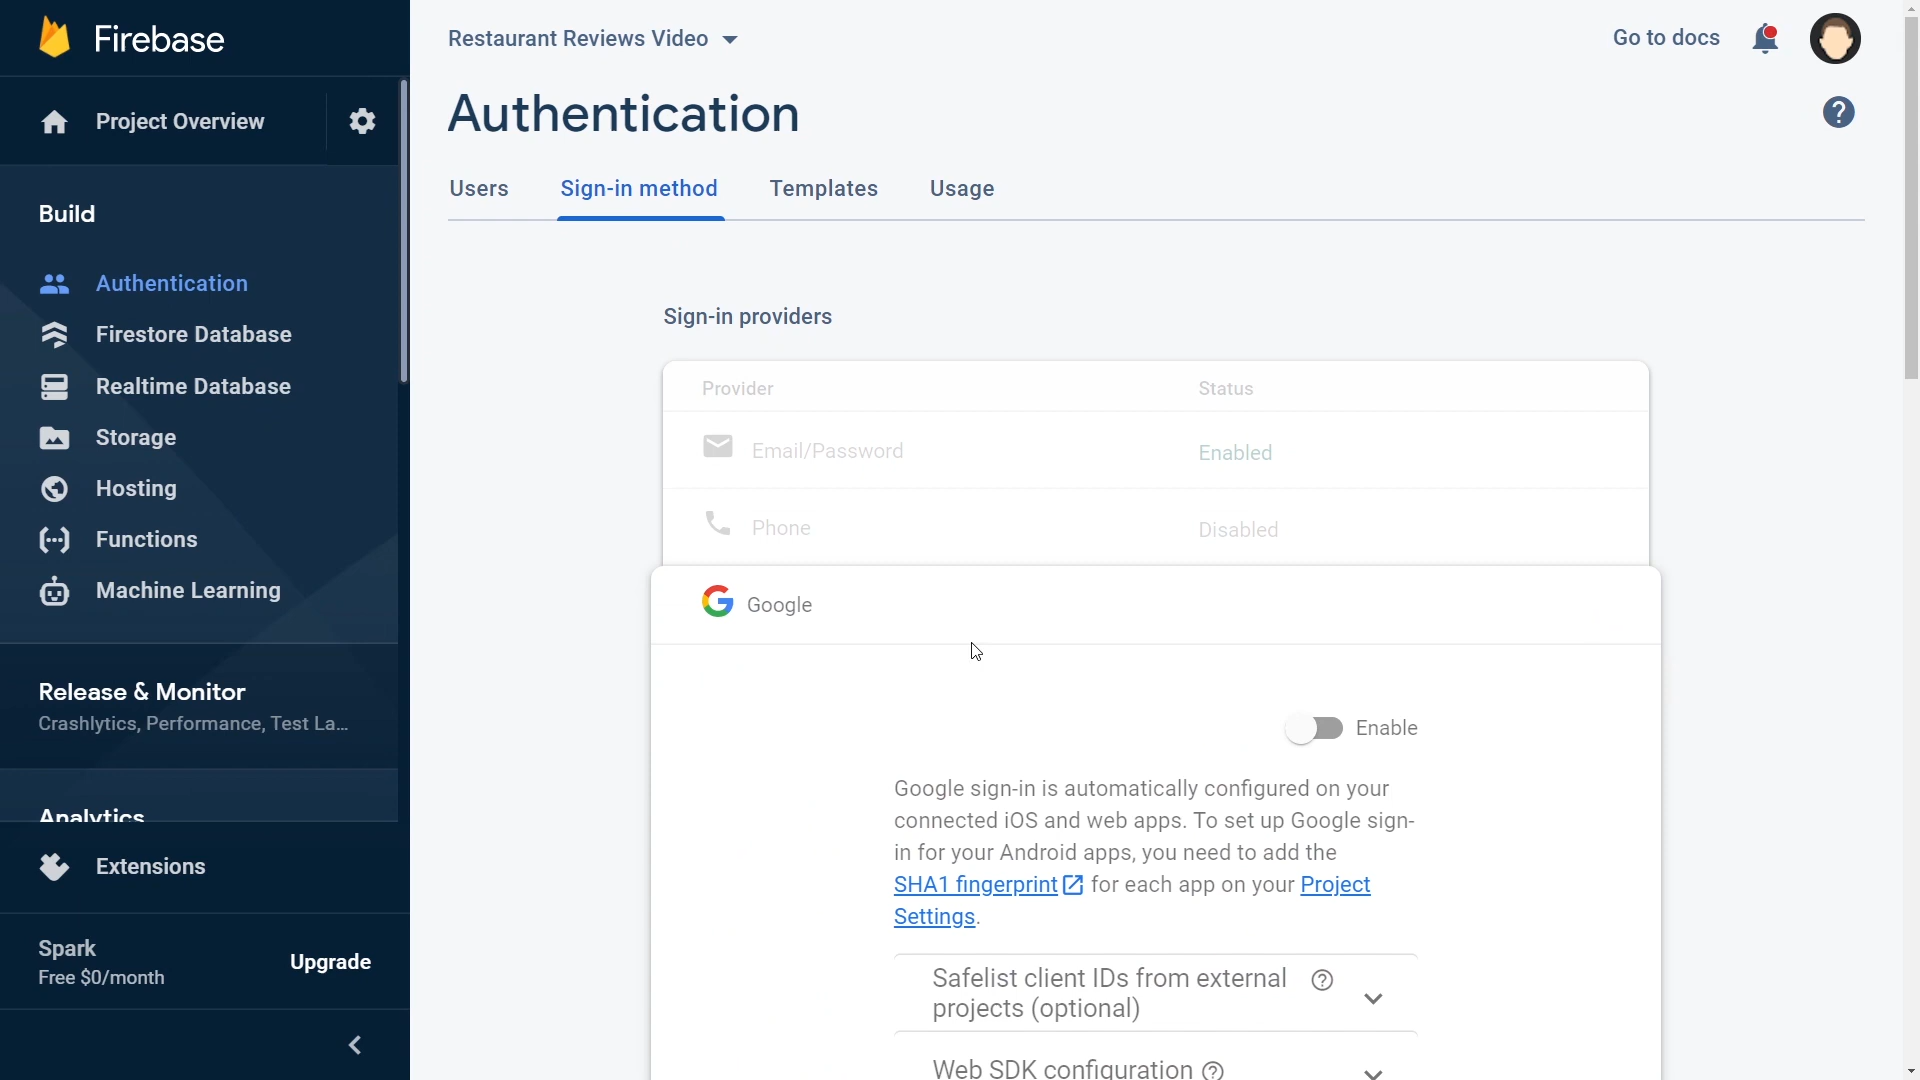 Firebase
Project Overview
Build
Authentication
Firestore Database
Realtime Database
Storage
Hosting
Functions
Machine Learning
Release & Monitor
Crashlytics, Performance, Test La...
Analytics
Extensions
Spark
Free $0/month
Upgrade
Restaurant Reviews Video
Go to docs
Authentication
Users
Sign-in method
Templates
Usage
Sign-in providers
Provider
Status
Email/Password
Enabled
Phone
Disabled
Google
Enable
Google sign-in is automatically configured on your
connected iOS and web apps. To set up Google sign-
in for your Android apps, you need to add the
SHA1 fingerprint for each app on your Project
Settings.
Safelist client IDs from external
projects (optional)
Web SDK configuration